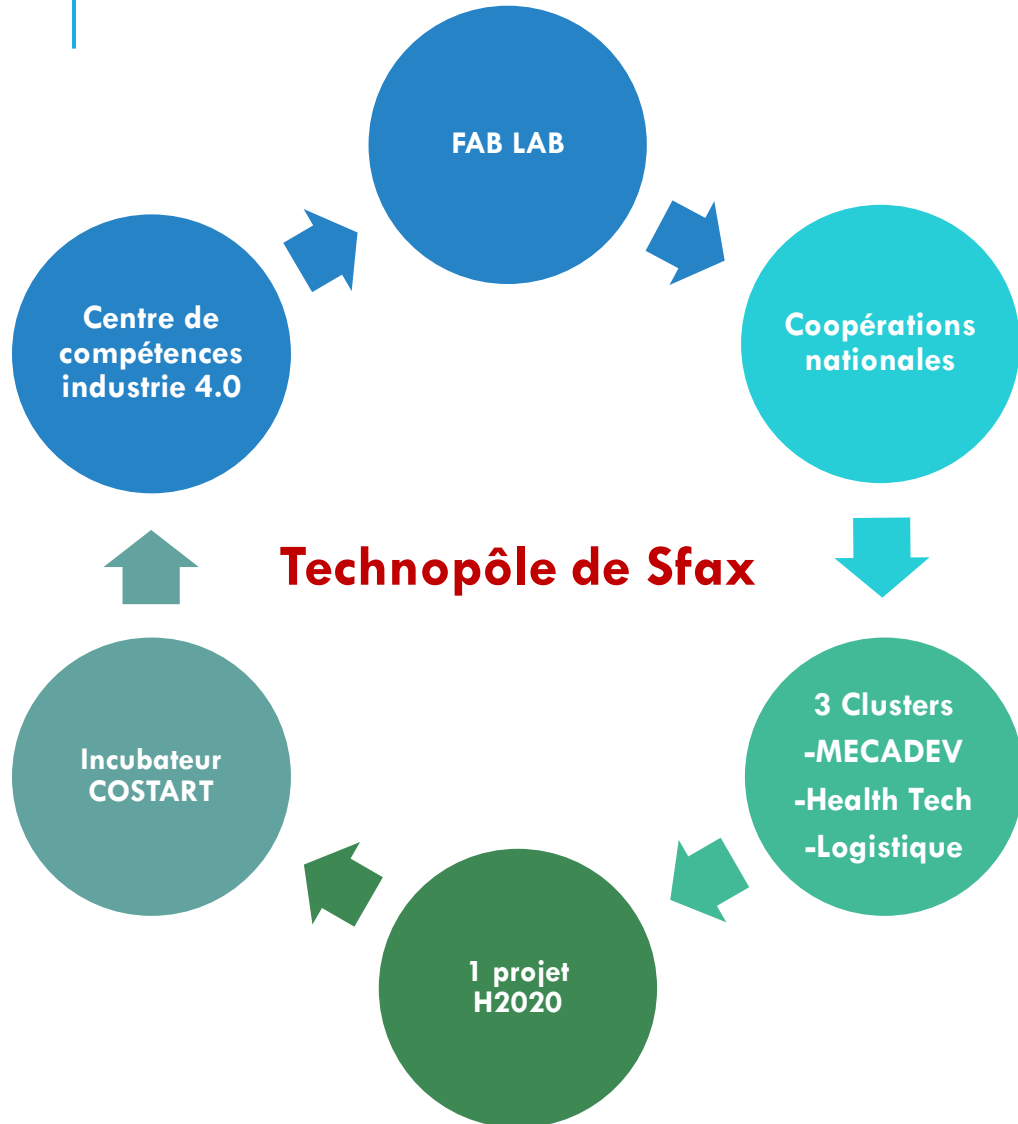 FAB LAB
Coopérations
nationales
3 Clusters
-MECADEV
-Health Tech
-Logistique
1 projet
H2020
Incubateur
COSTART
Centre de
compétences
industrie 4.0
Technopôle de Sfax